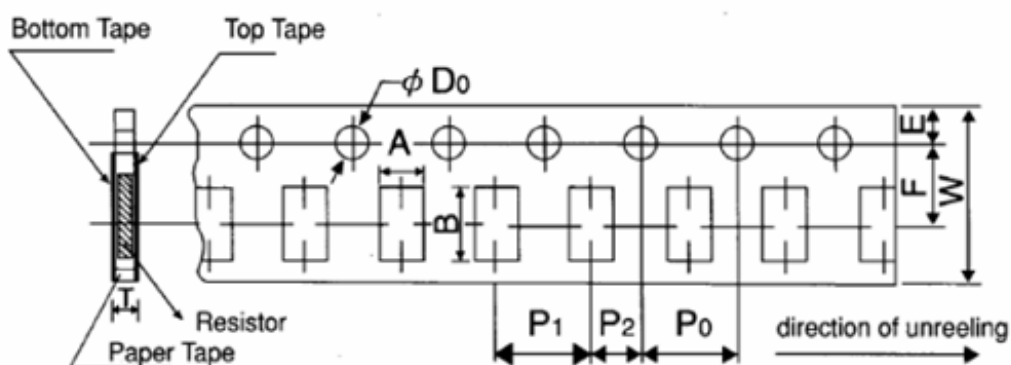 Bottom Tape
Top Tape
ϕ D0
A
E
F
W
B
T
Resistor
Paper Tape
P1
P2
P0
direction of unreeling